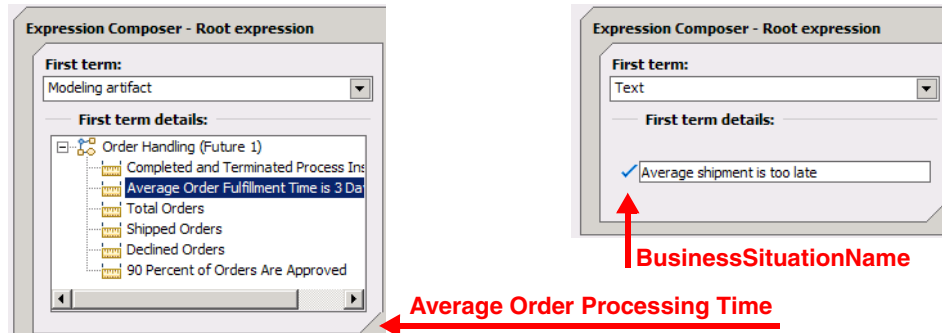 Expression Composer - Root expression
First term:
Modeling artifact
First term details:
Order Handling (Future 1)
Completed and Terminated Process Ins
Average Order Fulfillment Time is 3 Da
Total Orders
Shipped Orders
Declined Orders
90 Percent of Orders Are Approved
Average Order Processing Time
Expression Composer - Root expression
First term:
Text
First term details:
Average shipment is too late
BusinessSituationName